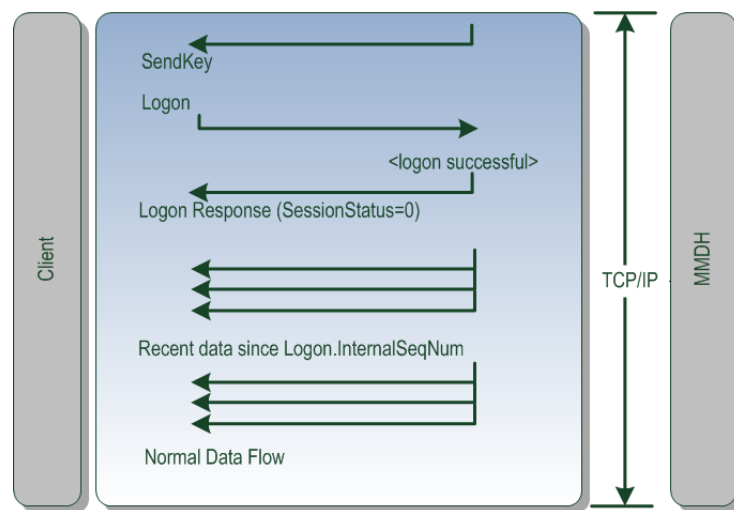 SendKey
Logon
<logon successful>
Logon Response (SessionStatus=0)
Client
TCP/IP
MMDH
Recent data since Logon.InternalSeqNum
Normal Data Flow